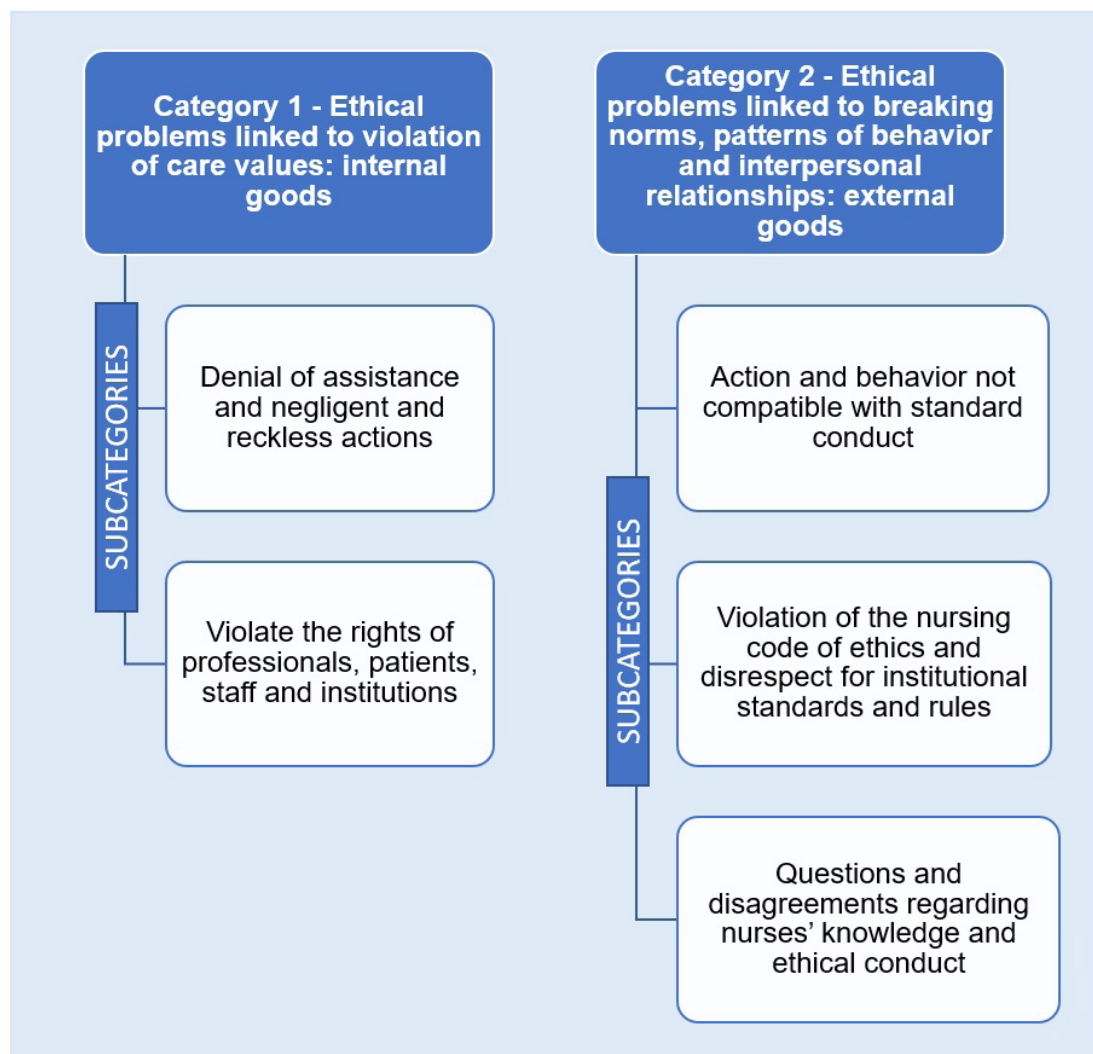 Category 1 - Ethical
problems linked to violation
of care values: internal
goods
SUBCATEGORIES
Denial of assistance
and negligent and
reckless actions
Violate the rights of
professionals, patients,
staff and institutions
Category 2 - Ethical
problems linked to breaking
norms, patterns of behavior
and interpersonal
relationships: external
goods
SUBCATEGORIES
Action and behavior not
compatible with standard
conduct
Violation of the nursing
code of ethics and
disrespect for institutional
standards and rules
Questions and
disagreements regarding
nurses’ knowledge and
ethical conduct